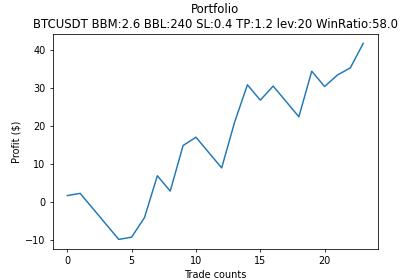 Portfolio
BTCUSDT BBM:2.6 BBL:240 SL:0.4 TP:1.2 lev:20 WinRatio:58.0
40
30
20
10
0
−10
Profit ($)
0 5 10 15 20
Trade counts